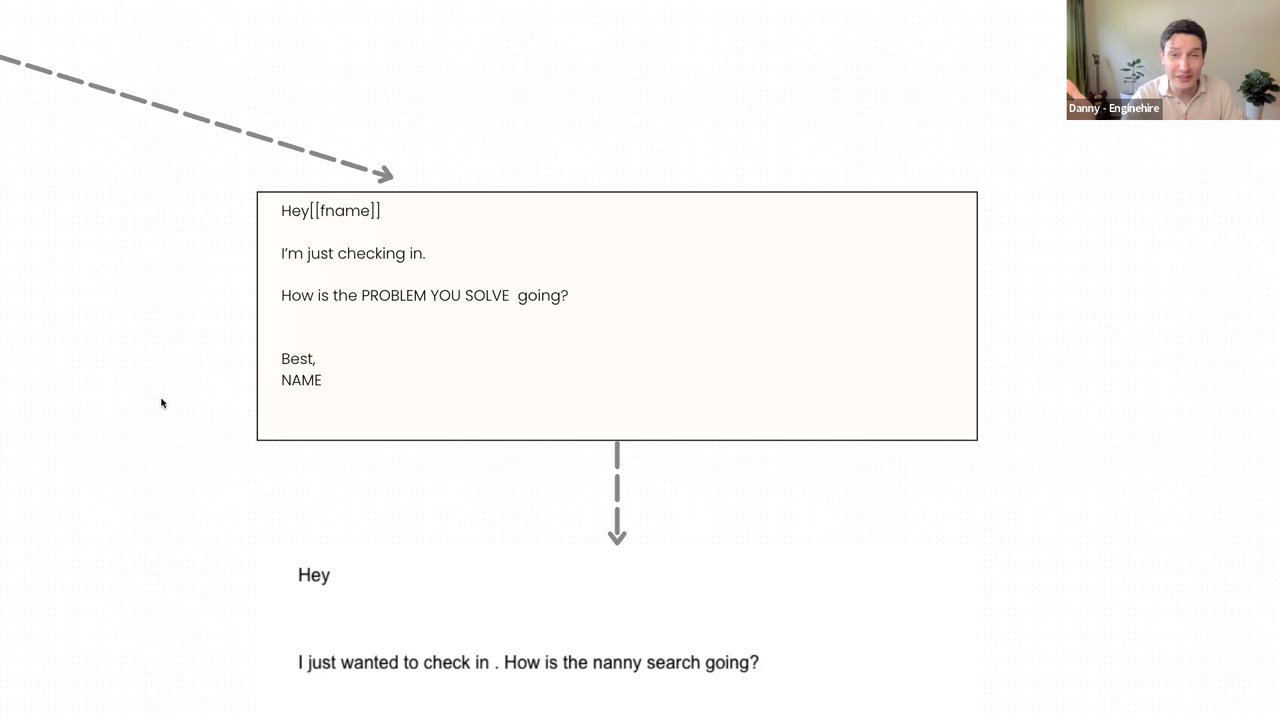 Danny - Enginehire
Hey[[fname]]
I'm just checking in.
How is the PROBLEM YOU SOLVE  going?
Best,
NAME
Hey
I just wanted to check in . How is the nanny search going?